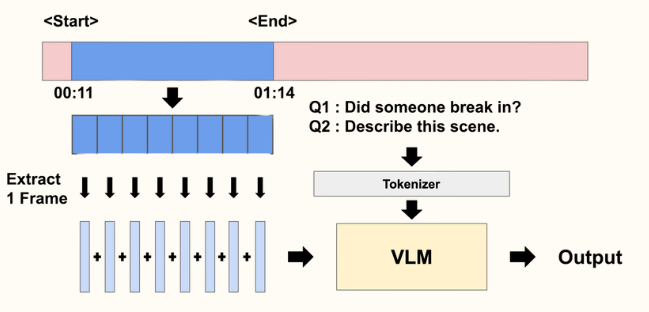 <Start> <End>
00:11 01:14
Q1 : Did someone break in?
Q2 : Describe this scene.
Extract
1 Frame
Tokenizer
+ + + + + + +
VLM
Output